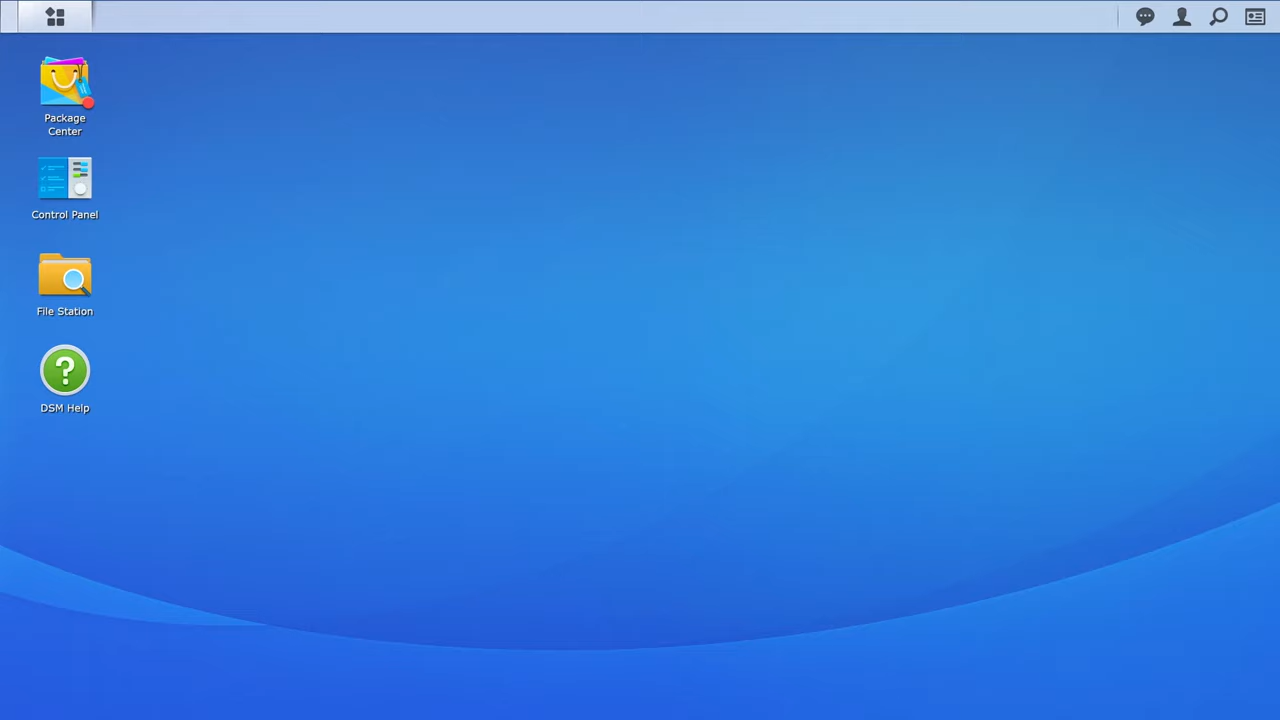 Package
Center
Control Panel
File Station
DSM Help